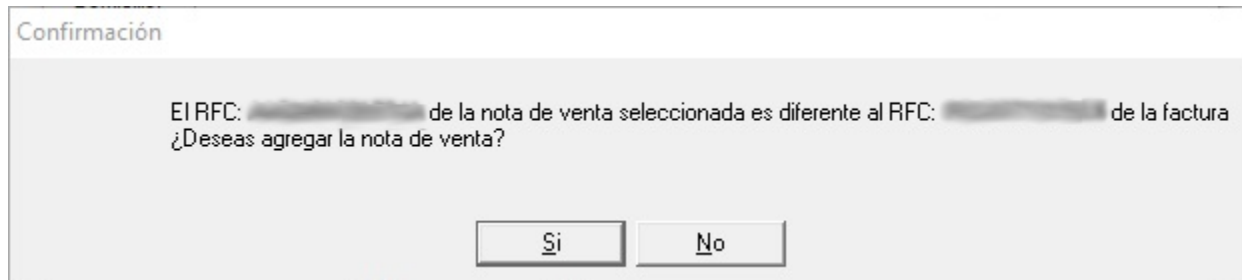 Confirmación
El RFC: de la nota de venta seleccionada es diferente al RFC: de la factura
¿Deseas agregar la nota de venta?
Si
No